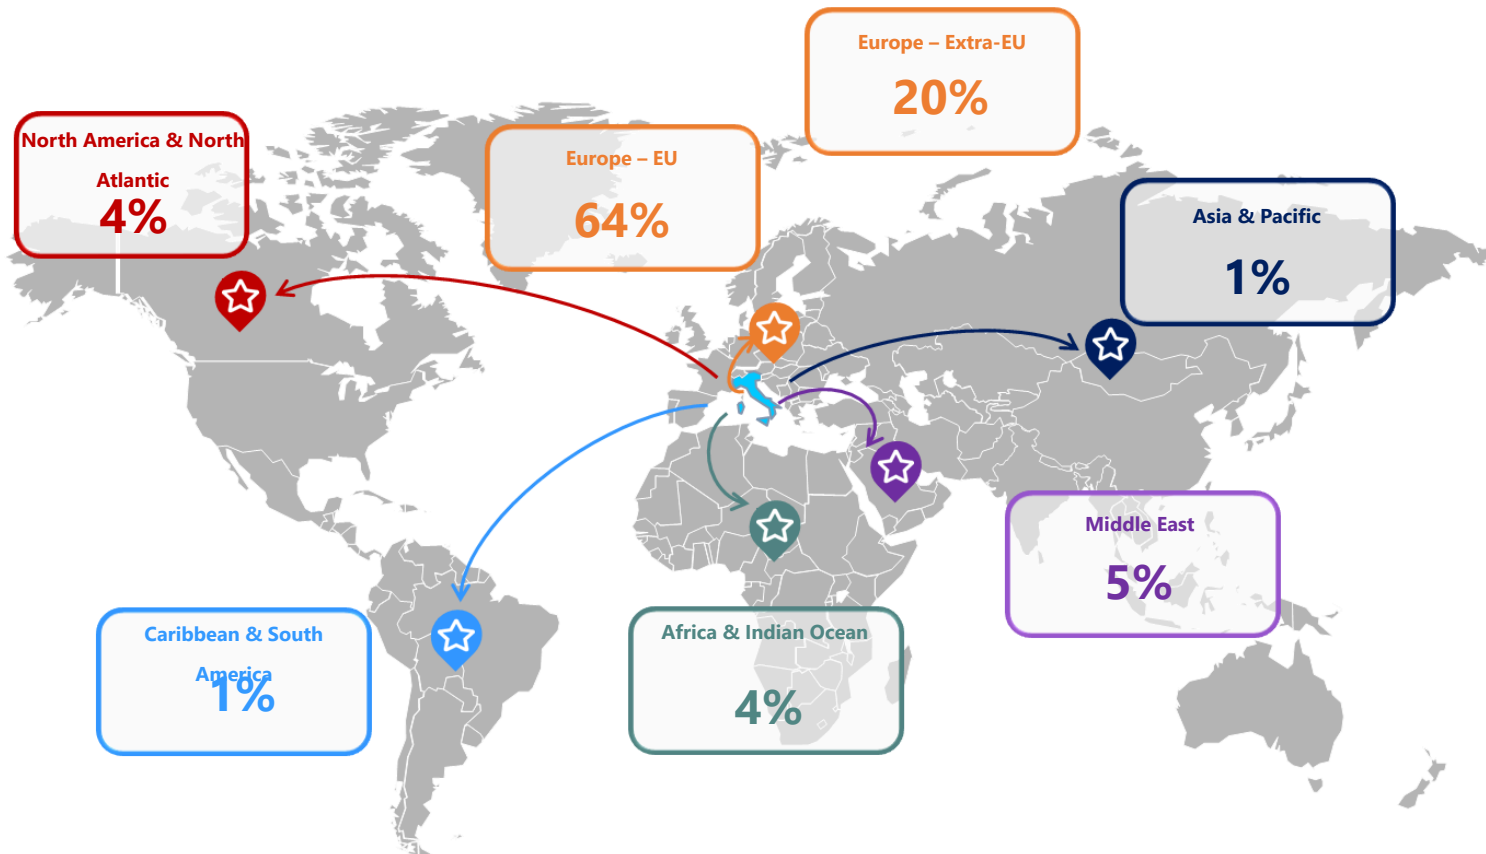 Europe – Extra-EU
20%
North America & North
Atlantic
4%
Europe – EU
64%
Asia & Pacific
1%
Middle East
5%
Caribbean & South
America
1%
Africa & Indian Ocean
4%